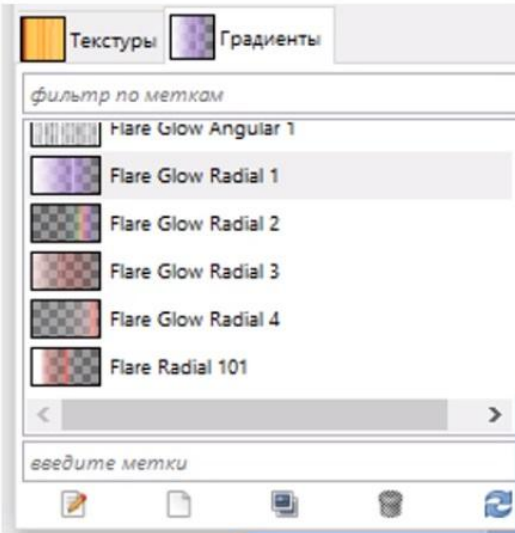 Текстуры Градиенты
фильтр по меткам
Flare Glow Angular 1
Flare Glow Radial 1
Flare Glow Radial 2
Flare Glow Radial 3
Flare Glow Radial 4
Flare Radial 101
введите метки